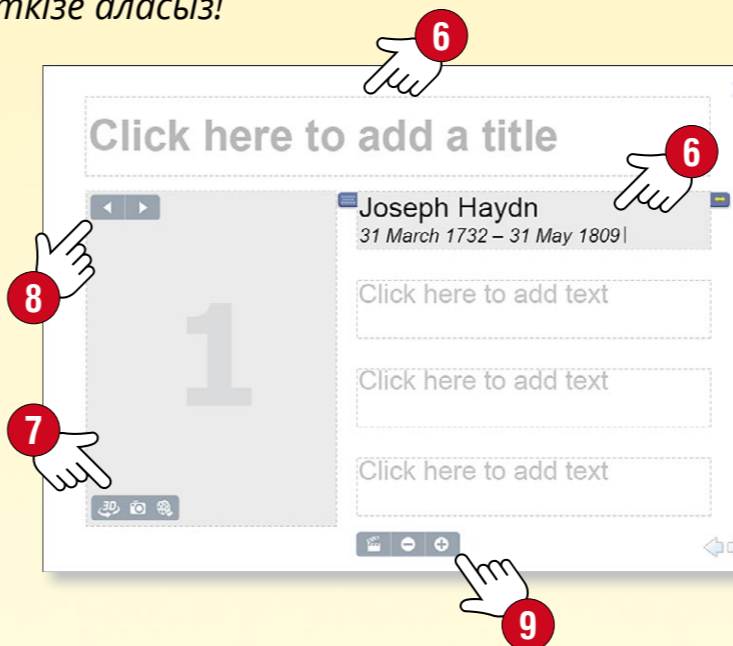 аласыз!
6
Click here to add a title
6
Joseph Haydn
31 March 1732 – 31 May 1809
8
1
Click here to add text
Click here to add text
7
Click here to add text
3D
9